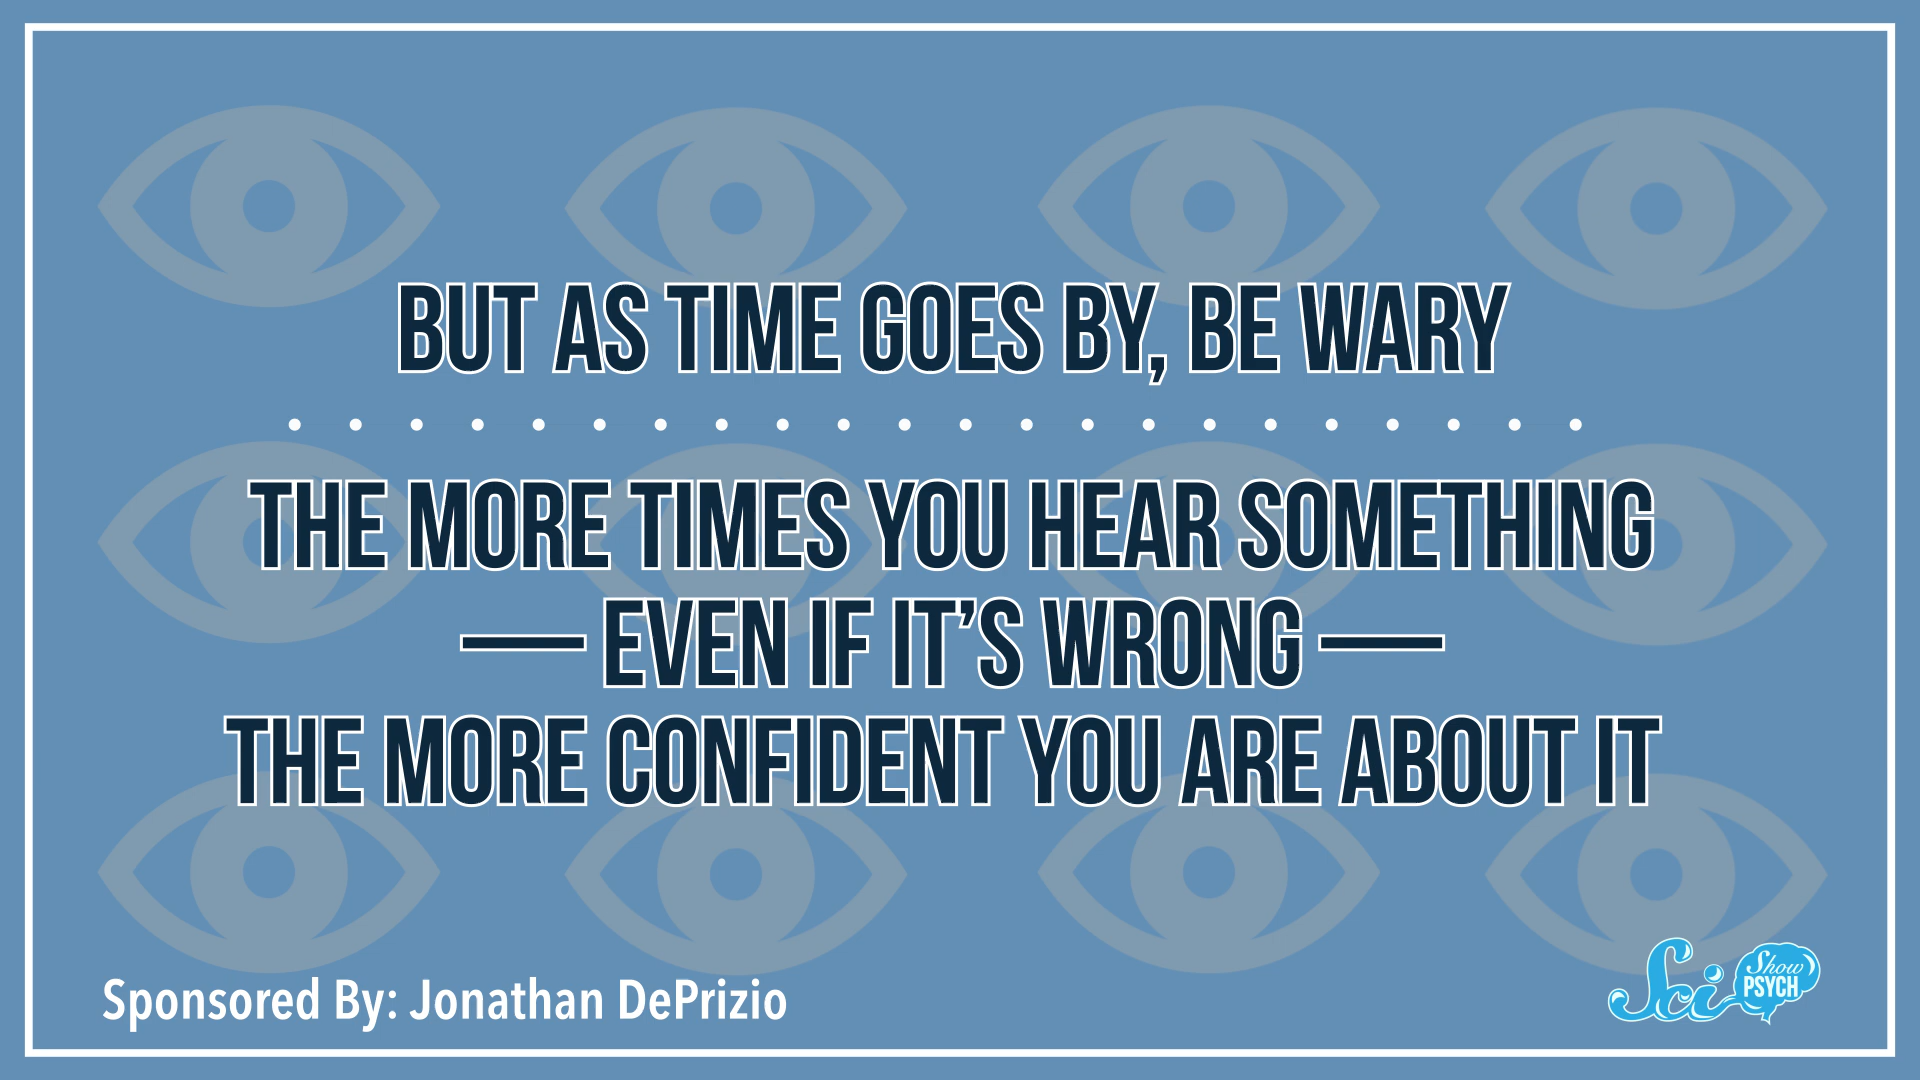 BUT AS TIME GOES BY, BE WARY
THE MORE TIMES YOU HEAR SOMETHING
— EVEN IF IT’S WRONG —
THE MORE CONFIDENT YOU ARE ABOUT IT
Sponsored By: Jonathan DePrizio
Sci Show PSYCH